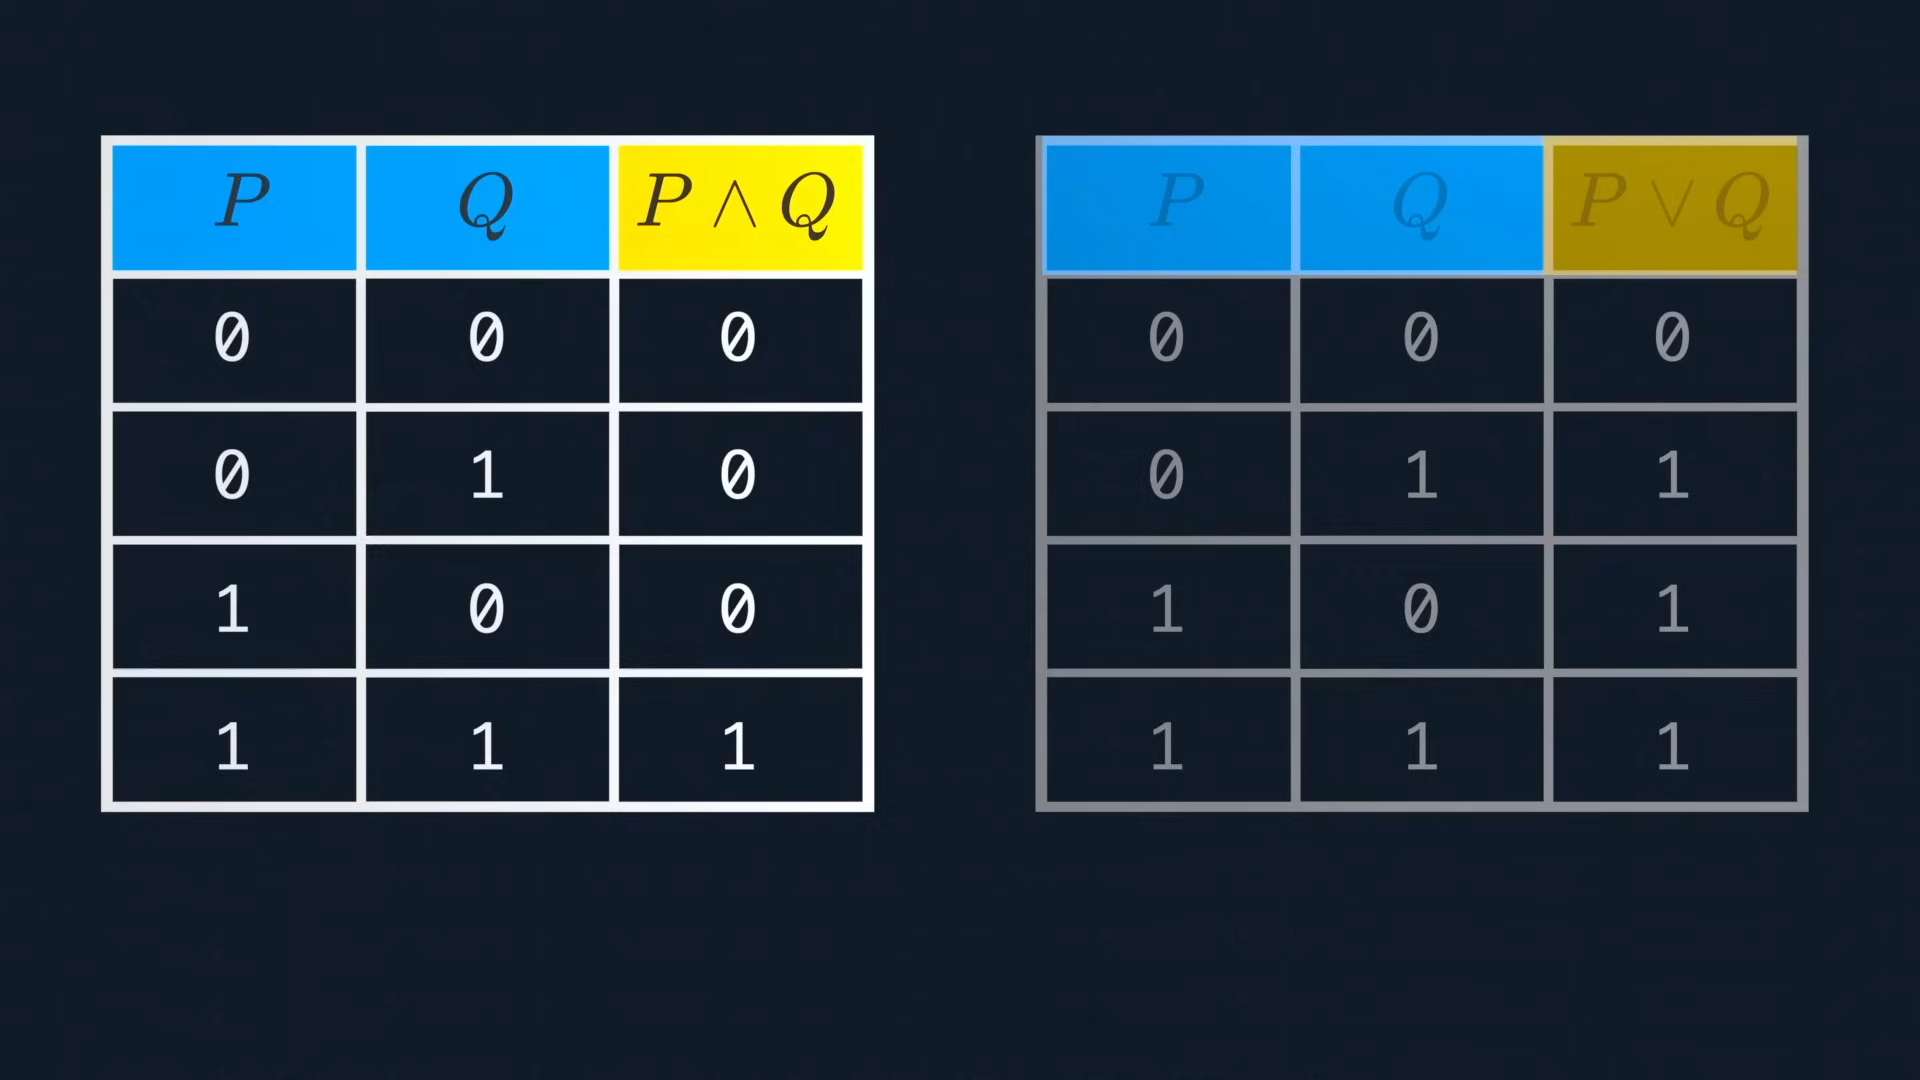 P Q P ∧ Q
0 0 0
0 1 0
1 0 0
1 1 1
P Q P ∨ Q
0 0 0
0 1 1
1 0 1
1 1 1